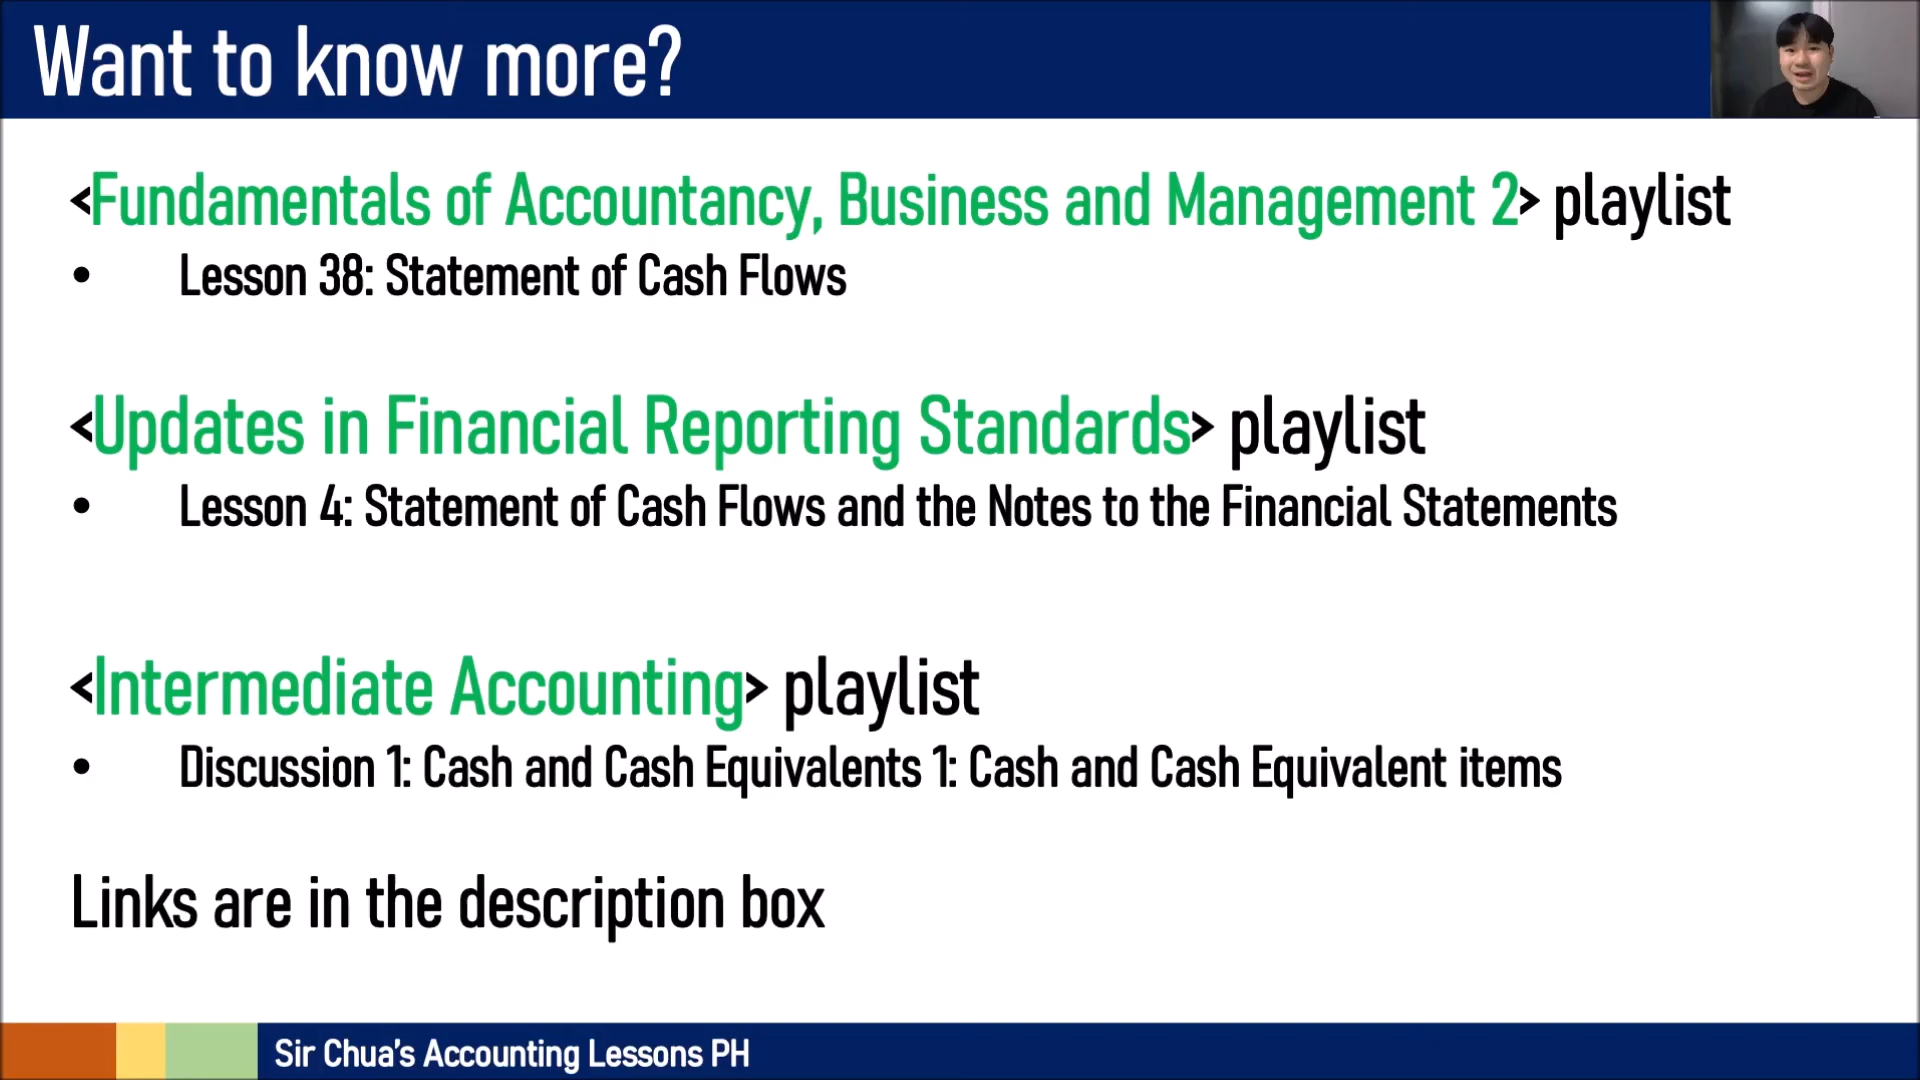 Want to know more?
<Fundamentals of Accountancy, Business and Management 2> playlist
• Lesson 38: Statement of Cash Flows
<Updates in Financial Reporting Standards> playlist
• Lesson 4: Statement of Cash Flows and the Notes to the Financial Statements
<Intermediate Accounting> playlist
• Discussion 1: Cash and Cash Equivalents 1: Cash and Cash Equivalent items
Links are in the description box
Sir Chua's Accounting Lessons PH